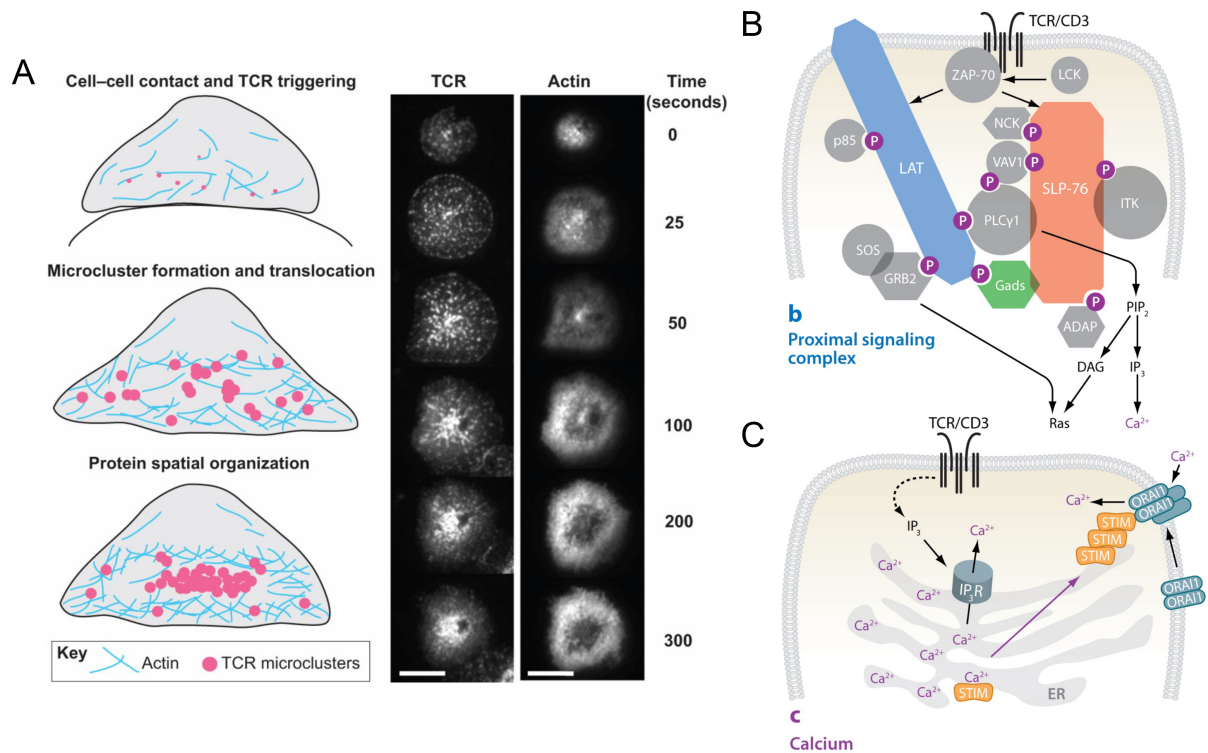 A
Cell–cell contact and TCR triggering
Microcluster formation and translocation
Protein spatial organization
Key
Actin
TCR microclusters
TCR
Actin
Time
(seconds)
0
25
50
100
200
300
B
TCR/CD3
ZAP-70
LCK
NCK
P
p85
P
VAV1
P
P
LAT
SLP-76
P
ITK
P
PLCγ1
SOS
GRB2
P
P
Gads
P
ADAP
PIP₂
DAG
IP₃
Ras
Ca²⁺
b
Proximal signaling
complex
C
TCR/CD3
Ca²⁺
Ca²⁺
ORAI1
ORAI1
STIM
STIM
STIM
IP₃
Ca²⁺
Ca²⁺
IP₃R
Ca²⁺
ORAI1
ORAI1
Ca²⁺
Ca²⁺
Ca²⁺
Ca²⁺
Ca²⁺
Ca²⁺
Ca²⁺
STIM
ER
c
Calcium